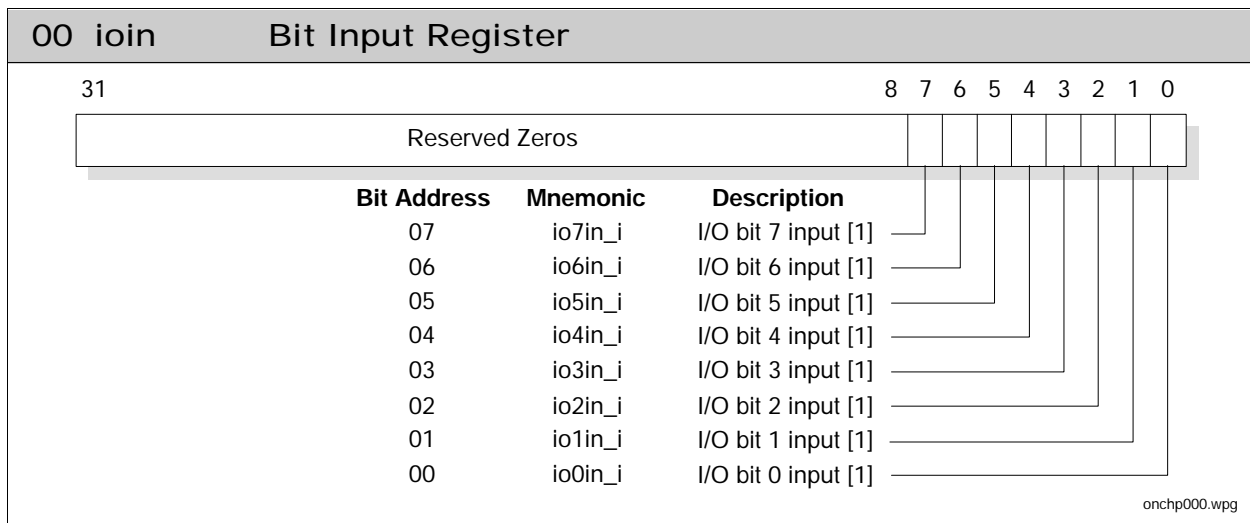 00 ioin Bit Input Register
31 8 7 6 5 4 3 2 1 0
Reserved Zeros
Bit Address Mnemonic Description
07 io7in_i I/O bit 7 input [1]
06 io6in_i I/O bit 6 input [1]
05 io5in_i I/O bit 5 input [1]
04 io4in_i I/O bit 4 input [1]
03 io3in_i I/O bit 3 input [1]
02 io2in_i I/O bit 2 input [1]
01 io1in_i I/O bit 1 input [1]
00 io0in_i I/O bit 0 input [1]
onchp000.wpg